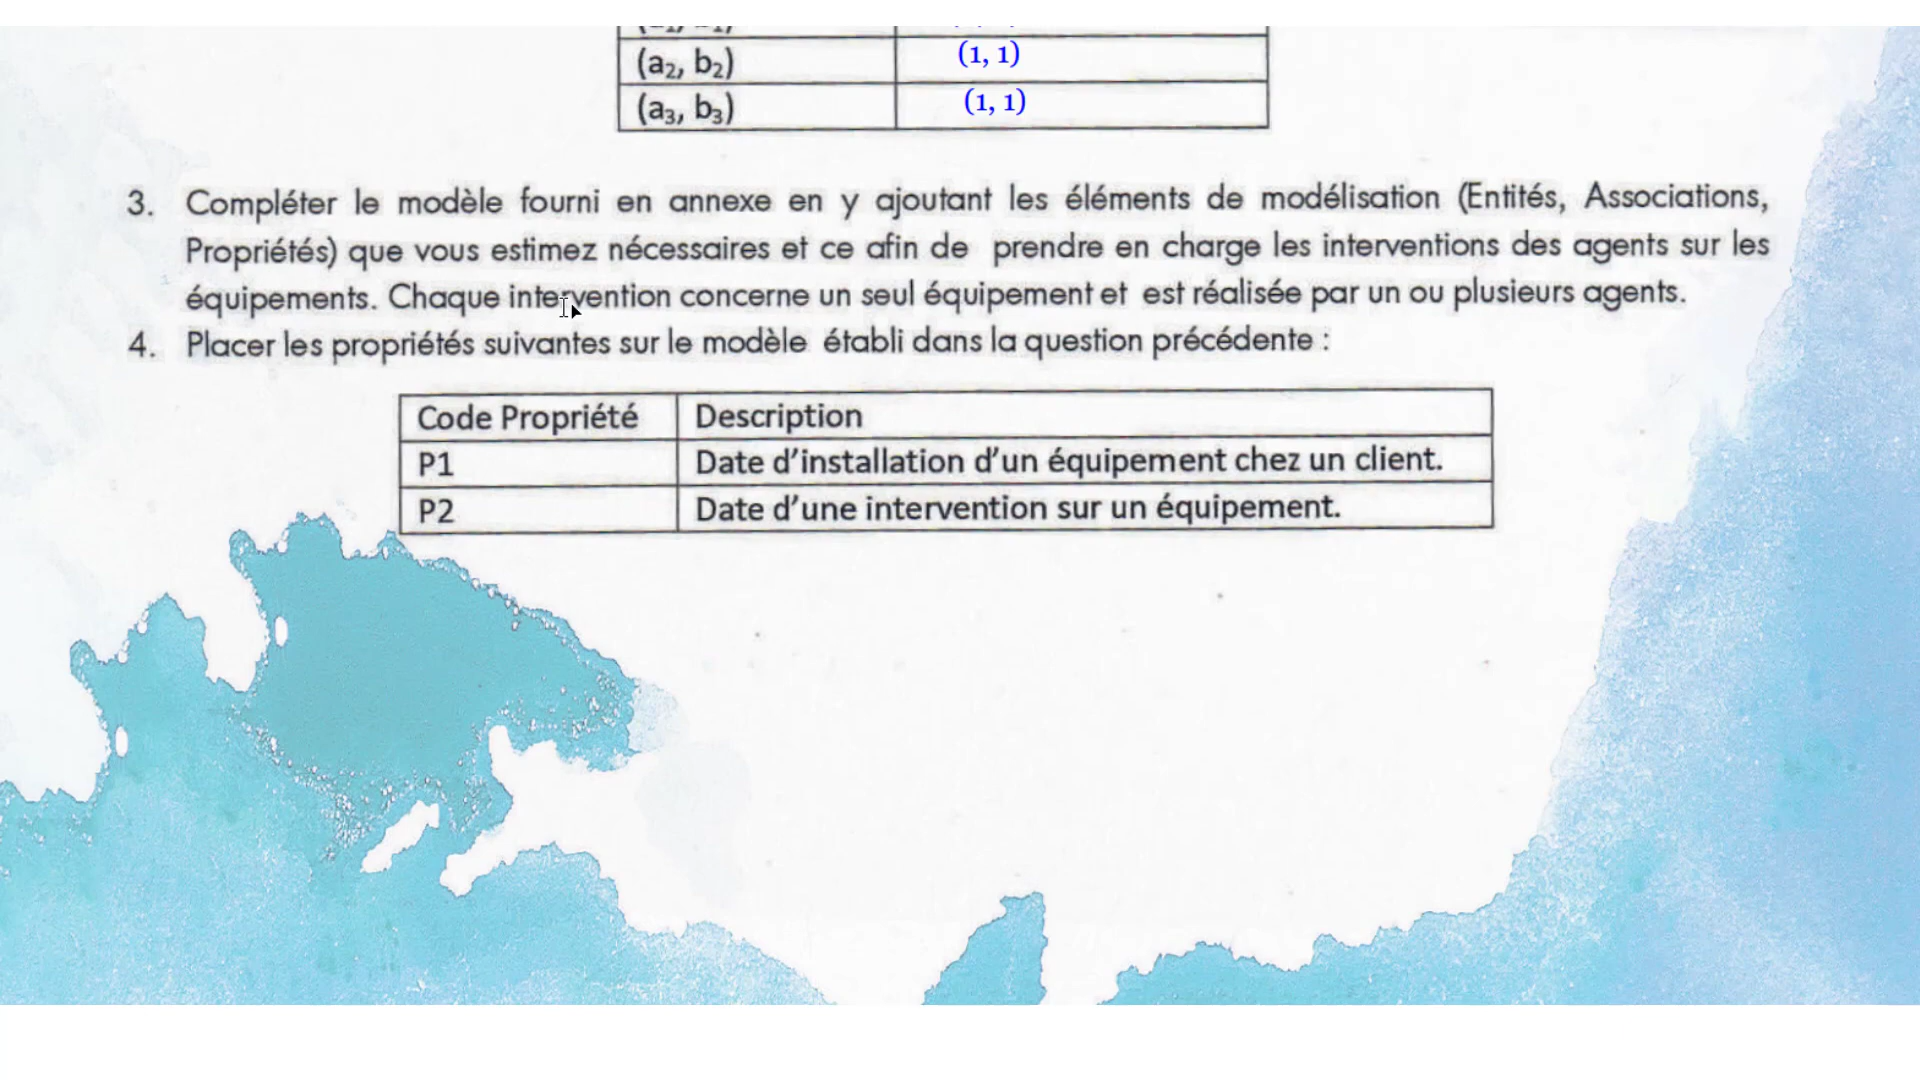 (a₂, b₂) (1, 1)
(a₃, b₃) (1, 1)
3. Compléter le modèle fourni en annexe en y ajoutant les éléments de modélisation (Entités, Associations,
Propriétés) que vous estimez nécessaires et ce afin de prendre en charge les interventions des agents sur les
équipements. Chaque intervention concerne un seul équipement et est réalisée par un ou plusieurs agents.
4. Placer les propriétés suivantes sur le modèle établi dans la question précédente :
Code Propriété Description
P1 Date d’installation d’un équipement chez un client.
P2 Date d’une intervention sur un équipement.